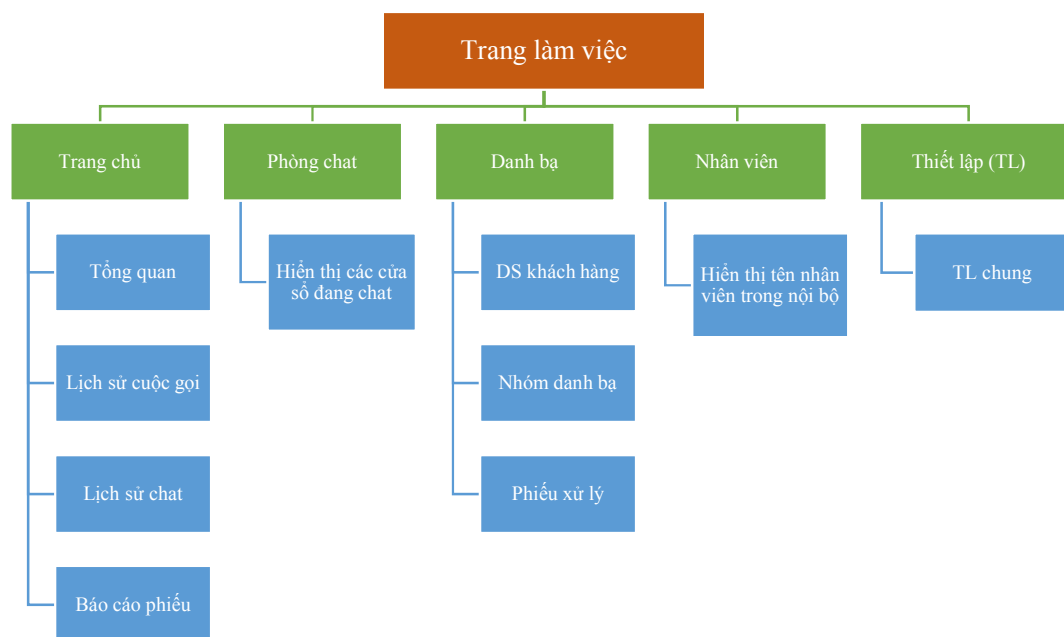 Trang làm việc
Trang chủ
Phòng chat
Danh bạ
Nhân viên
Thiết lập (TL)
Tổng quan
Hiển thị các cửa
sổ đang chat
DS khách hàng
Hiển thị tên nhân
viên trong nội bộ
TL chung
Lịch sử cuộc gọi
Nhóm danh bạ
Lịch sử chat
Phiếu xử lý
Báo cáo phiếu